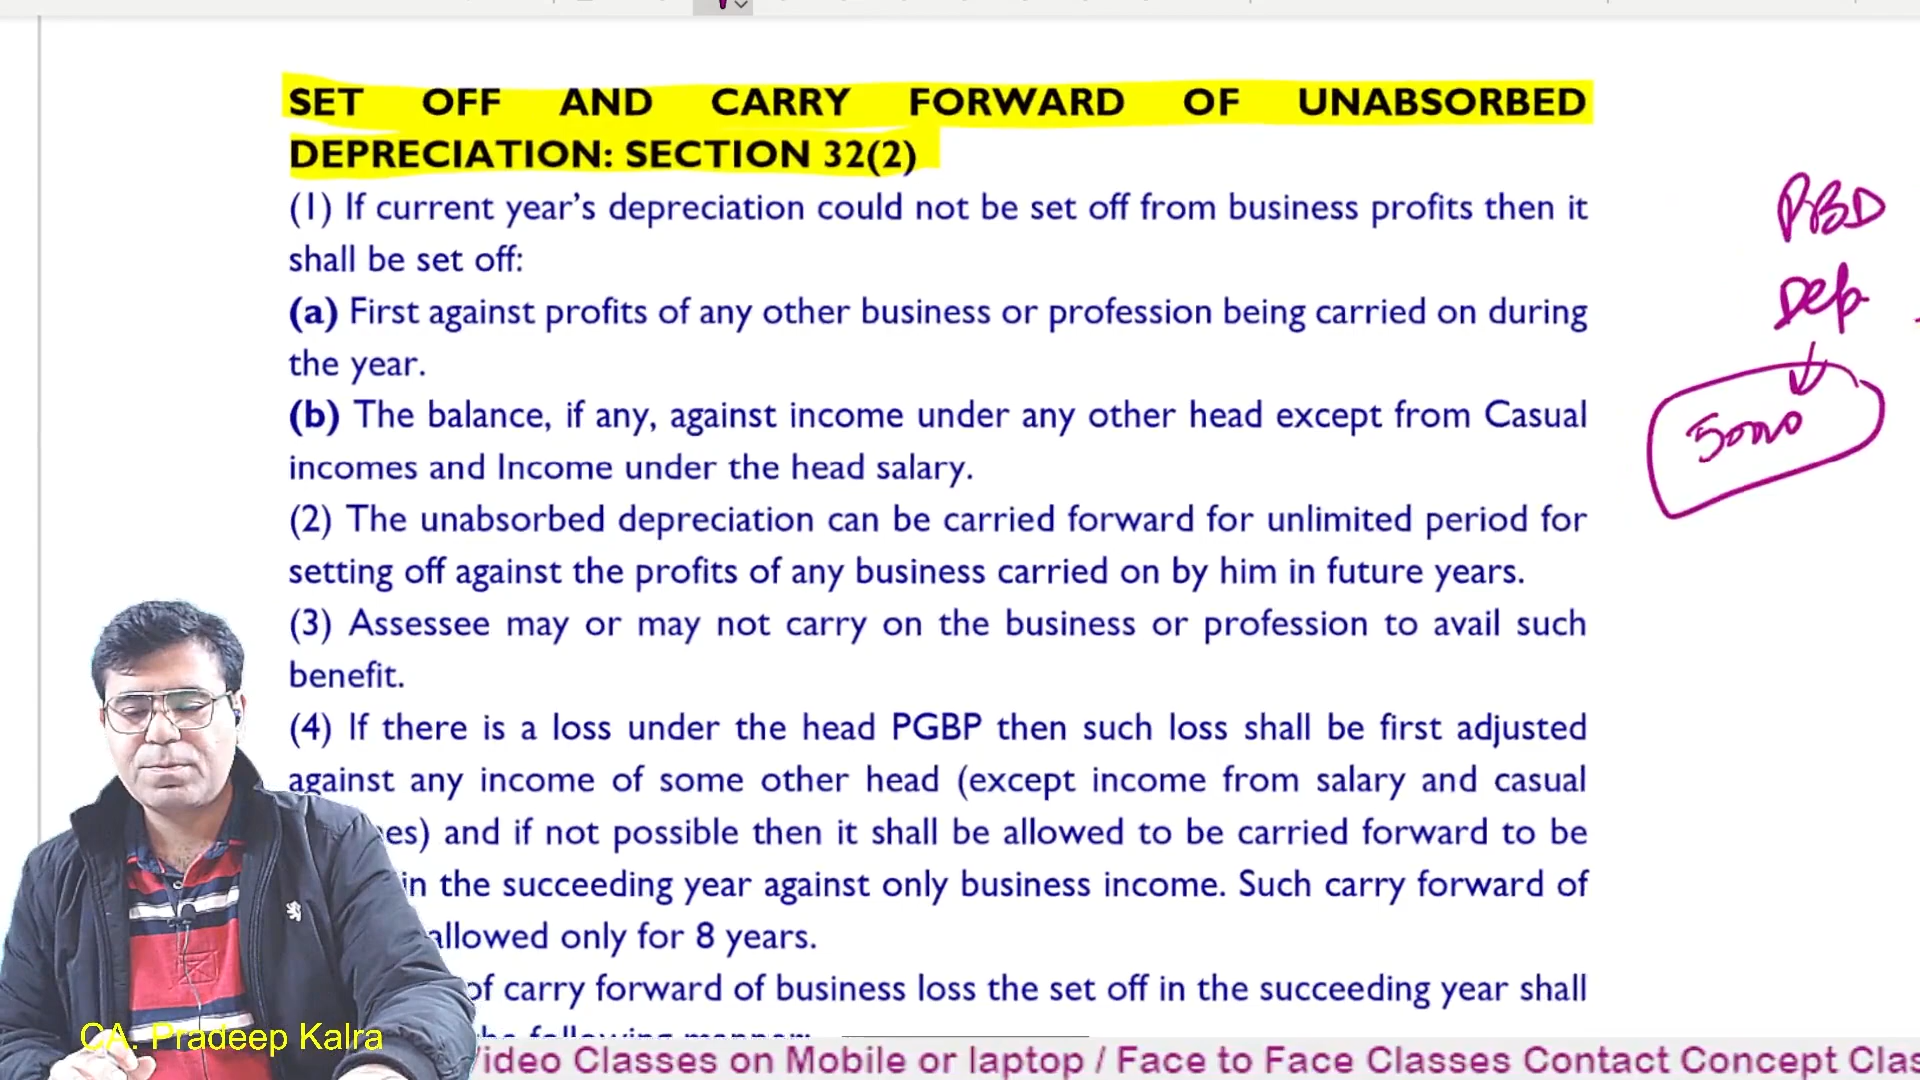 SET OFF AND CARRY FORWARD OF UNABSORBED
DEPRECIATION: SECTION 32(2)
(1) If current year's depreciation could not be set off from business profits then it
shall be set off:
(a) First against profits of any other business or profession being carried on during
the year.
(b) The balance, if any, against income under any other head except from Casual
incomes and Income under the head salary.
(2) The unabsorbed depreciation can be carried forward for unlimited period for
setting off against the profits of any business carried on by him in future years.
(3) Assessee may or may not carry on the business or profession to avail such
benefit.
(4) If there is a loss under the head PGBP then such loss shall be first adjusted
against any income of some other head (except income from salary and casual
es) and if not possible then it shall be allowed to be carried forward to be
in the succeeding year against only business income. Such carry forward of
allowed only for 8 years.
of carry forward of business loss the set off in the succeeding year shall
the following manner:
PBD
Dep
CA. Pradeep Kalra
Video Classes on Mobile or laptop / Face to Face Classes Contact Concept Clas